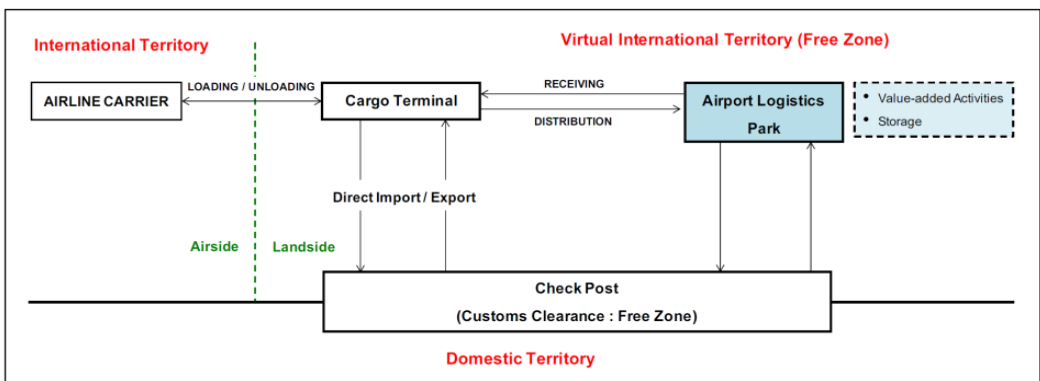 International Territory
Virtual International Territory (Free Zone)
AIRLINE CARRIER
LOADING / UNLOADING
Cargo Terminal
RECEIVING
DISTRIBUTION
Airport Logistics
Park
• Value-added Activities
• Storage
Direct Import / Export
Airside
Landside
Check Post
(Customs Clearance : Free Zone)
Domestic Territory